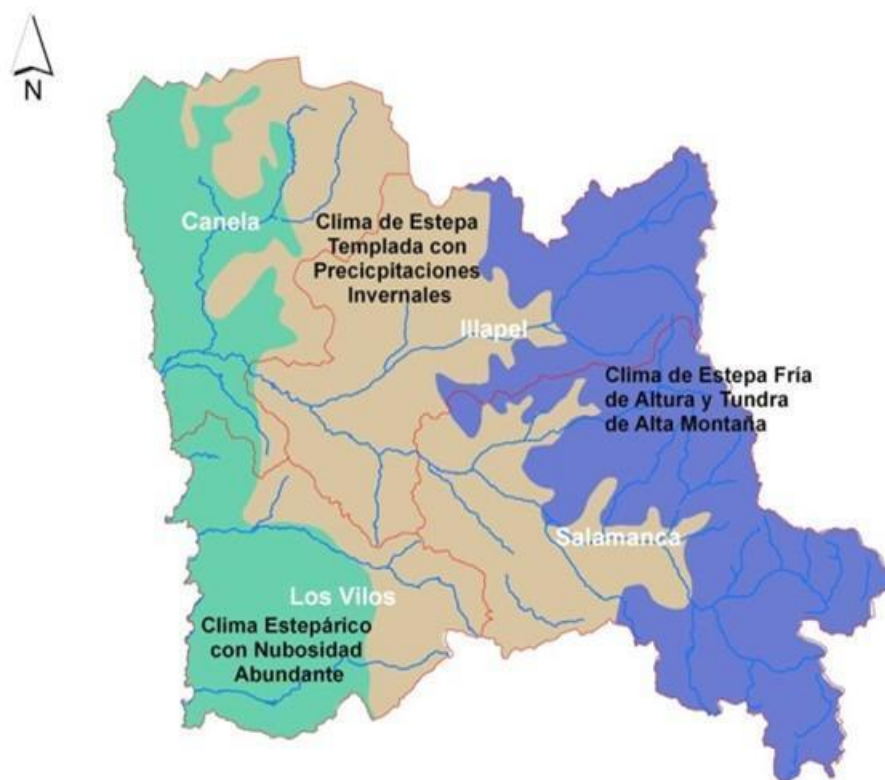 N
Canela
Clima de Estepa
Templada con
Precicpitaciones
Invernales
Illapel
Clima de Estepa Fría
de Altura y Tundra
de Alta Montaña
Salamanca
Los Vilos
Clima Estepárico
con Nubosidad
Abundante